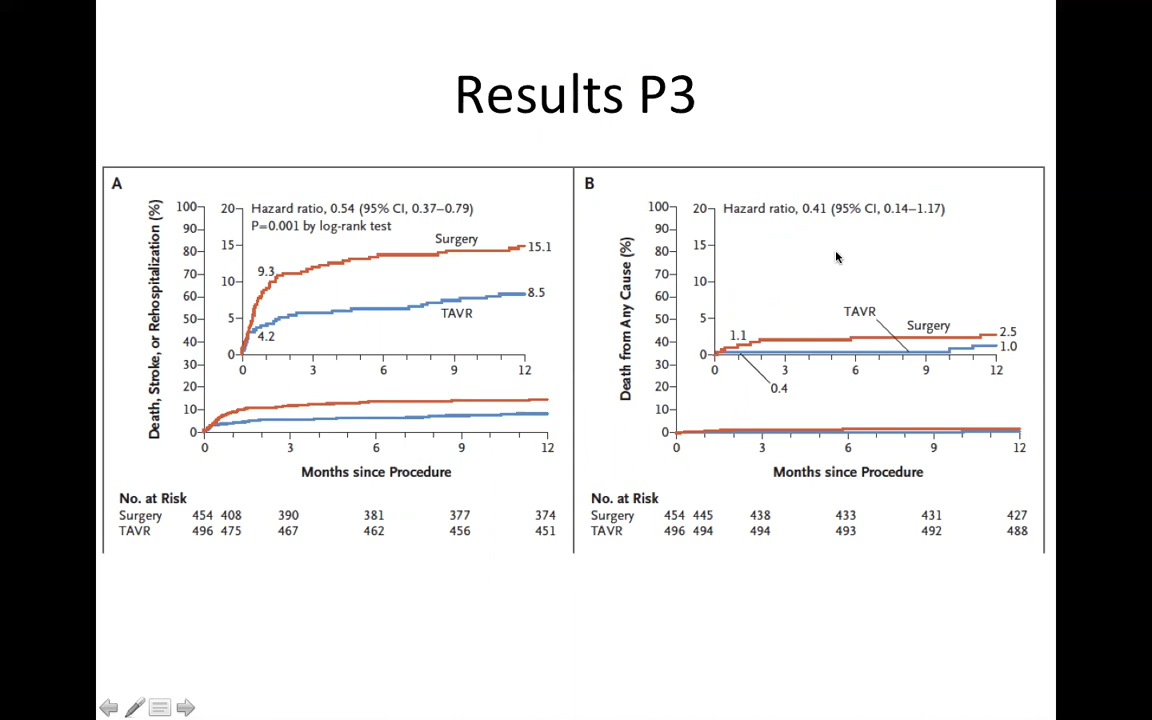 Results P3
A
Death, Stroke, or Rehospitalization (%)
100
90
80
70
60
50
40
30
20
10
0
20
15
10
5
0
Hazard ratio, 0.54 (95% CI, 0.37–0.79)
P=0.001 by log-rank test
Surgery
15.1
9.3
8.5
TAVR
4.2
0 3 6 9 12
0 3 6 9 12
Months since Procedure
No. at Risk
Surgery 454 408 390 381 377 374
TAVR 496 475 467 462 456 451
B
Death from Any Cause (%)
100
90
80
70
60
50
40
30
20
10
0
20
15
10
5
0
Hazard ratio, 0.41 (95% CI, 0.14–1.17)
TAVR
Surgery
1.1
2.5
1.0
0.4
0 3 6 9 12
0 3 6 9 12
Months since Procedure
No. at Risk
Surgery 454 445 438 433 431 427
TAVR 496 494 494 493 492 488